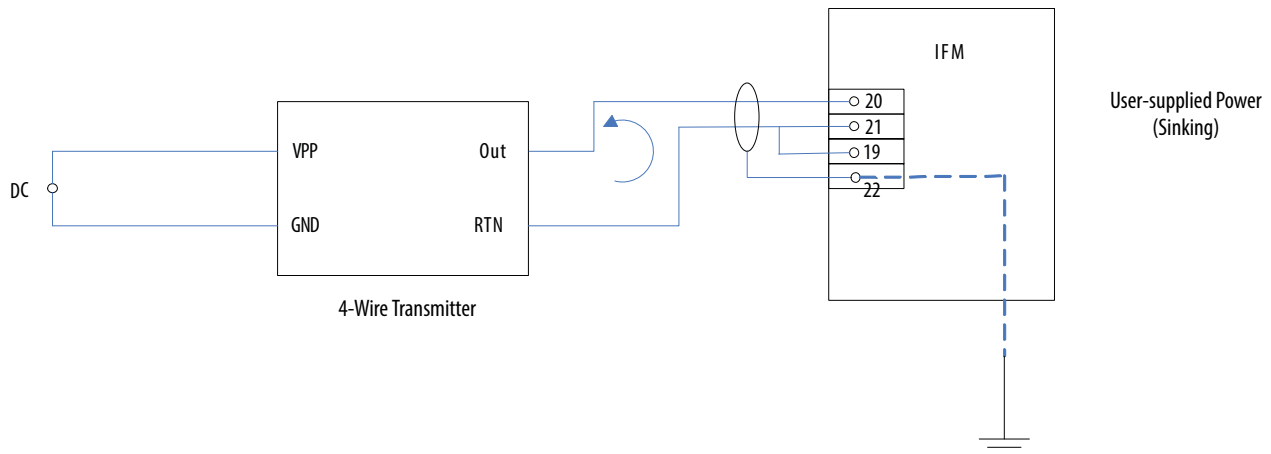 IFM
20
21
19
22
User-supplied Power
(Sinking)
DC
VPP
Out
GND
RTN
4-Wire Transmitter